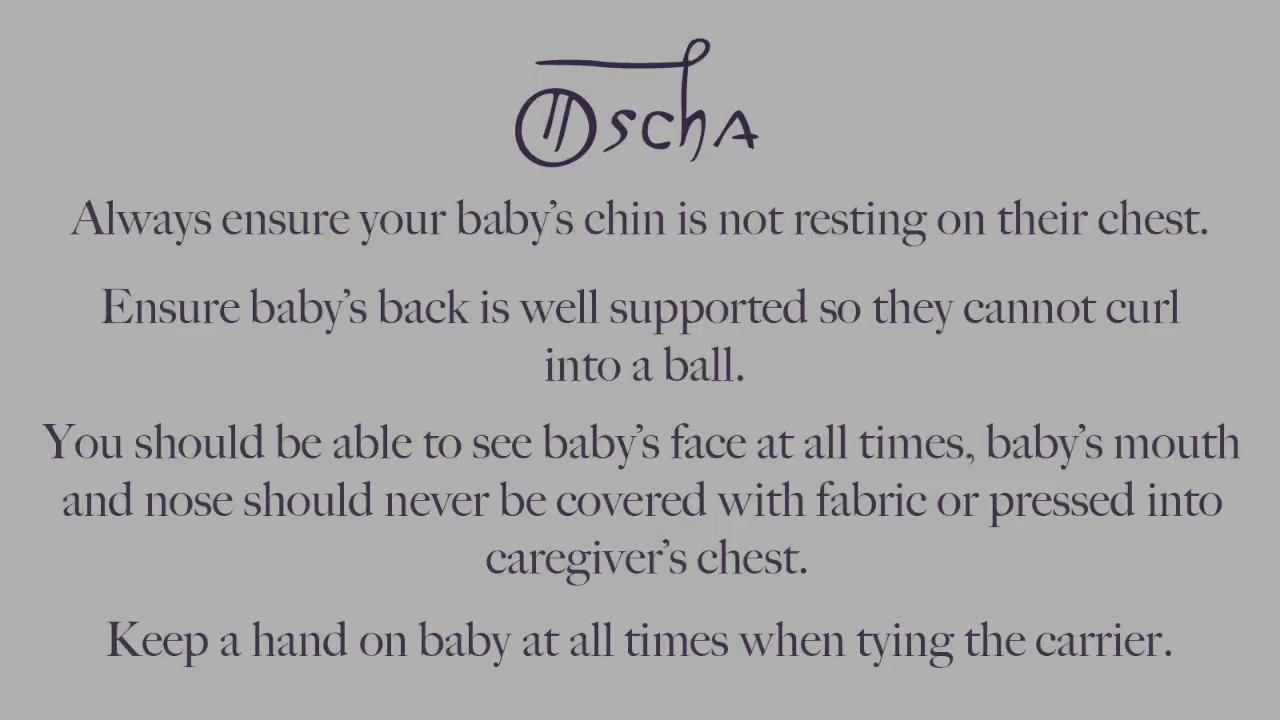 Oscha
Always ensure your baby's chin is not resting on their chest.
Ensure baby's back is well supported so they cannot curl
into a ball.
You should be able to see baby's face at all times, baby's mouth
and nose should never be covered with fabric or pressed into
caregiver's chest.
Keep a hand on baby at all times when tying the carrier.